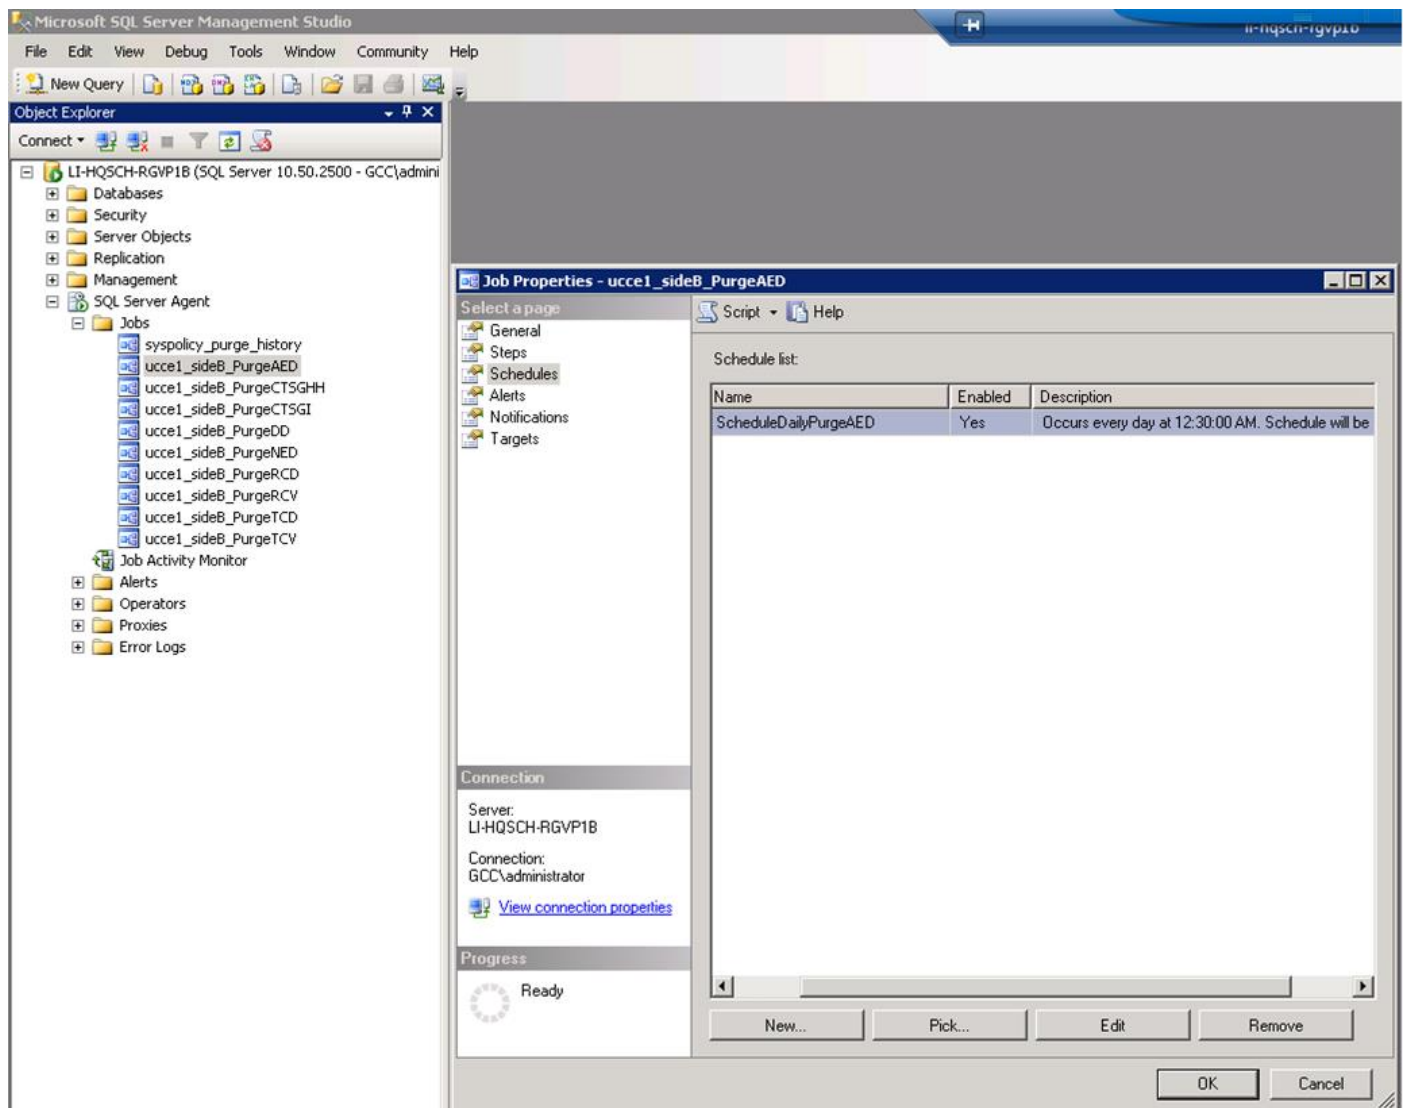 Microsoft SQL Server Management Studio
li-hqsch-rgvp1b
File Edit View Debug Tools Window Community Help
New Query
Object Explorer
Connect
LI-HQSCH-RGVP1B (SQL Server 10.50.2500 - GCC\admini
Databases
Security
Server Objects
Replication
Management
SQL Server Agent
Jobs
syspolicy_purge_history
ucce1_sideB_PurgeAED
ucce1_sideB_PurgeCTSGHH
ucce1_sideB_PurgeCTSGI
ucce1_sideB_PurgeDD
ucce1_sideB_PurgeNED
ucce1_sideB_PurgeRCD
ucce1_sideB_PurgeRCV
ucce1_sideB_PurgeTCD
ucce1_sideB_PurgeTCV
Job Activity Monitor
Alerts
Operators
Proxies
Error Logs
Job Properties - ucce1_sideB_PurgeAED
Select a page
General
Steps
Schedules
Alerts
Notifications
Targets
Script Help
Schedule list:
Name Enabled Description
ScheduleDailyPurgeAED Yes Occurs every day at 12:30:00 AM. Schedule will be
Connection
Server:
LI-HQSCH-RGVP1B
Connection:
GCC\administrator
View connection properties
Progress
Ready
New... Pick... Edit Remove
OK Cancel